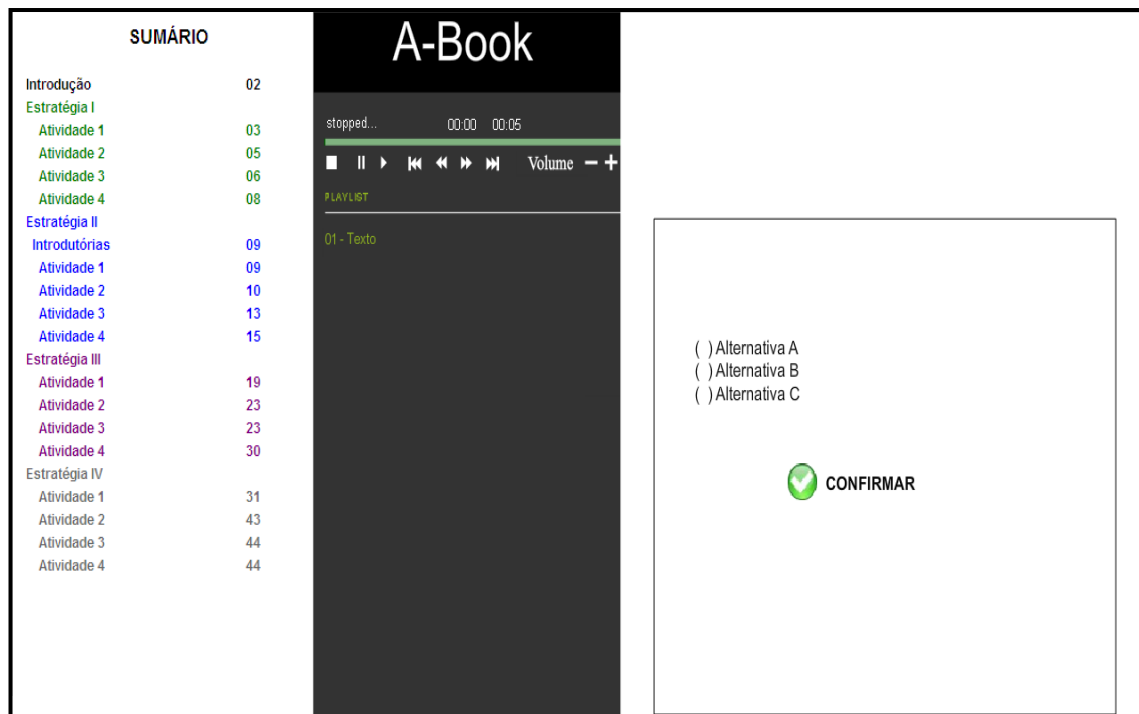 SUMÁRIO
Introdução 02
Estratégia I
Atividade 1 03
Atividade 2 05
Atividade 3 06
Atividade 4 08
Estratégia II
Introdutórias 09
Atividade 1 09
Atividade 2 10
Atividade 3 13
Atividade 4 15
Estratégia III
Atividade 1 19
Atividade 2 23
Atividade 3 23
Atividade 4 30
Estratégia IV
Atividade 1 31
Atividade 2 43
Atividade 3 44
Atividade 4 44
A-Book
stopped... 00:00 00:05
Volume
PLAYLIST
01 - Texto
( ) Alternativa A
( ) Alternativa B
( ) Alternativa C
CONFIRMAR